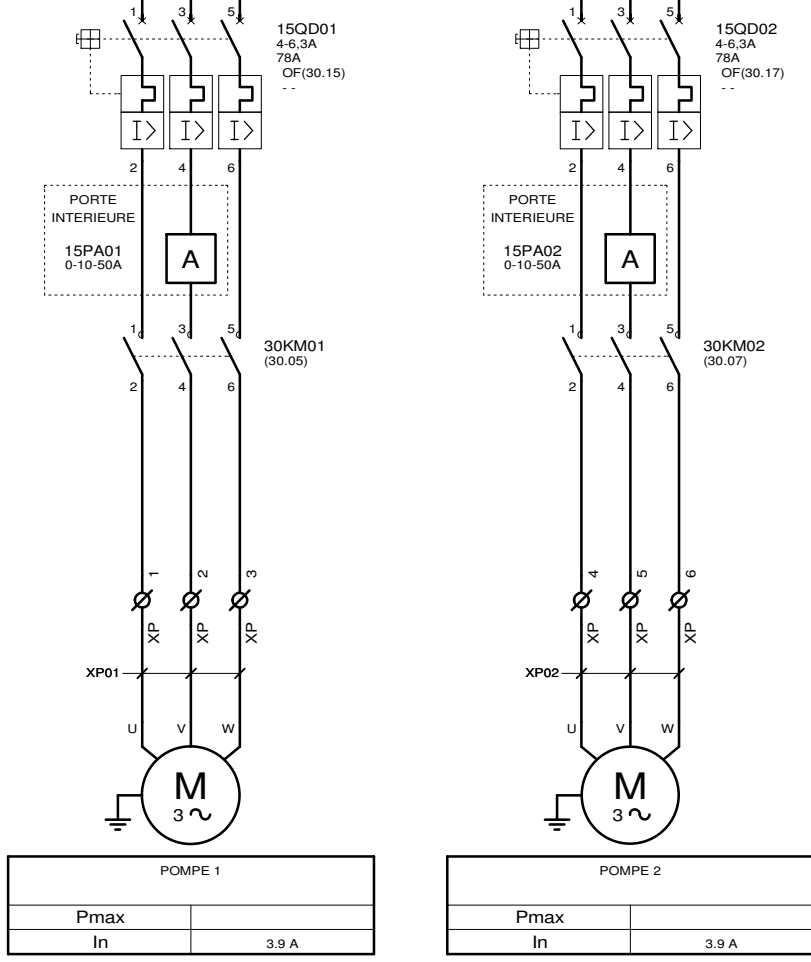 1 3 5
15QD01
4-6,3A
78A
OF(30.15)
- -
I> I> I>
2 4 6
PORTE
INTERIEURE
15PA01
0-10-50A
A
1 3 5
30KM01
(30.05)
2 4 6
1 2 3
XP XP XP
XP01
U V W
M
3
POMPE 1
Pmax
In 3.9 A
1 3 5
15QD02
4-6,3A
78A
OF(30.17)
- -
I> I> I>
2 4 6
PORTE
INTERIEURE
15PA02
0-10-50A
A
1 3 5
30KM02
(30.07)
2 4 6
4 5 6
XP XP XP
XP02
U V W
M
3
POMPE 2
Pmax
In 3.9 A